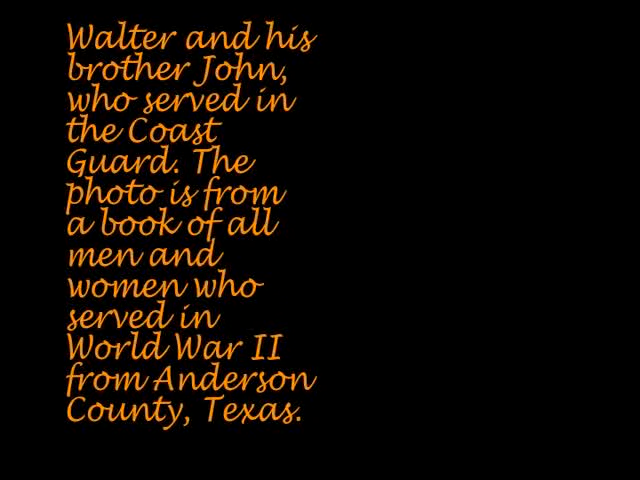 Walter and his
brother John,
who served in
the Coast
Guard. The
photo is from
a book of all
men and
women who
served in
World War II
from Anderson
County, Texas.